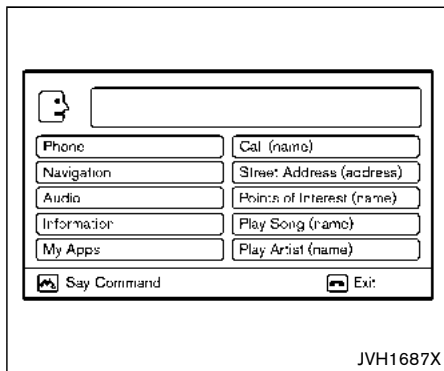 Phone
Call (name)
Navigation
Street Address (address)
Audio
Points of Interest (name)
Information
Play Song (name)
My Apps
Play Artist (name)
Say Command
Exit
JVH1687X